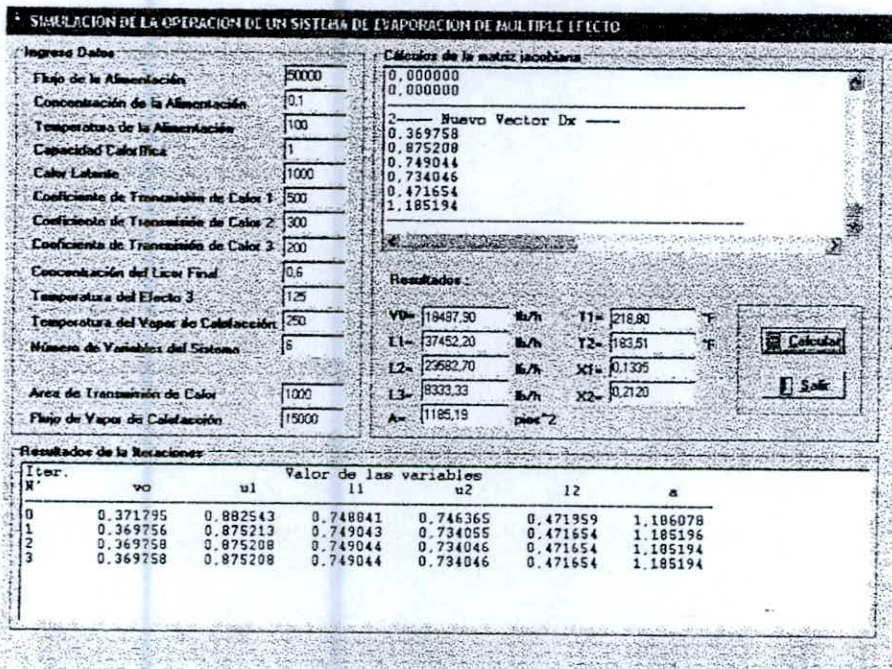 SIMULACION DE LA OPERACION DE UN SISTEMA DE EVAPORACION DE MULTIPLE EFECTO
Ingreso Datos
Flujo de la Alimentación 50000
Concentración de la Alimentación 0,1
Temperatura de la Alimentación 100
Capacidad Calorífica 1
Calor Latente 1000
Coeficiente de Transmisión de Calor 1 500
Coeficiente de Transmisión de Calor 2 300
Coeficiente de Transmisión de Calor 3 200
Concentración del Licor Final 0,6
Temperatura del Efecto 3 125
Temperatura del Vapor de Calefacción 250
Número de Variables del Sistema 6
Area de Transmisión de Calor 1000
Flujo de Vapor de Calefacción 15000
Cálculos de la matriz jacobiana
0,000000
0,000000
2---- Nuevo Vector Dx ----
0,369758
0,875208
0,749044
0,734046
0,471654
1,185194
Resultados :
V0= 18487,90 lb/h T1= 218,80 °F
L1= 37452,20 lb/h T2= 183,51 °F
L2= 23582,70 lb/h X1= 0,1335
L3= 8333,33 lb/h X2= 0,2120
A= 1185,19 pies^2
Calcular
Salir
Resultados de la Iteraciones
Iter. Valor de las variables
N° vo u1 l1 u2 l2 a
0 0.371795 0.882543 0.748841 0.746365 0.471959 1.186078
1 0.369756 0.875213 0.749043 0.734055 0.471654 1.185196
2 0.369758 0.875208 0.749044 0.734046 0.471654 1.185194
3 0.369758 0.875208 0.749044 0.734046 0.471654 1.185194